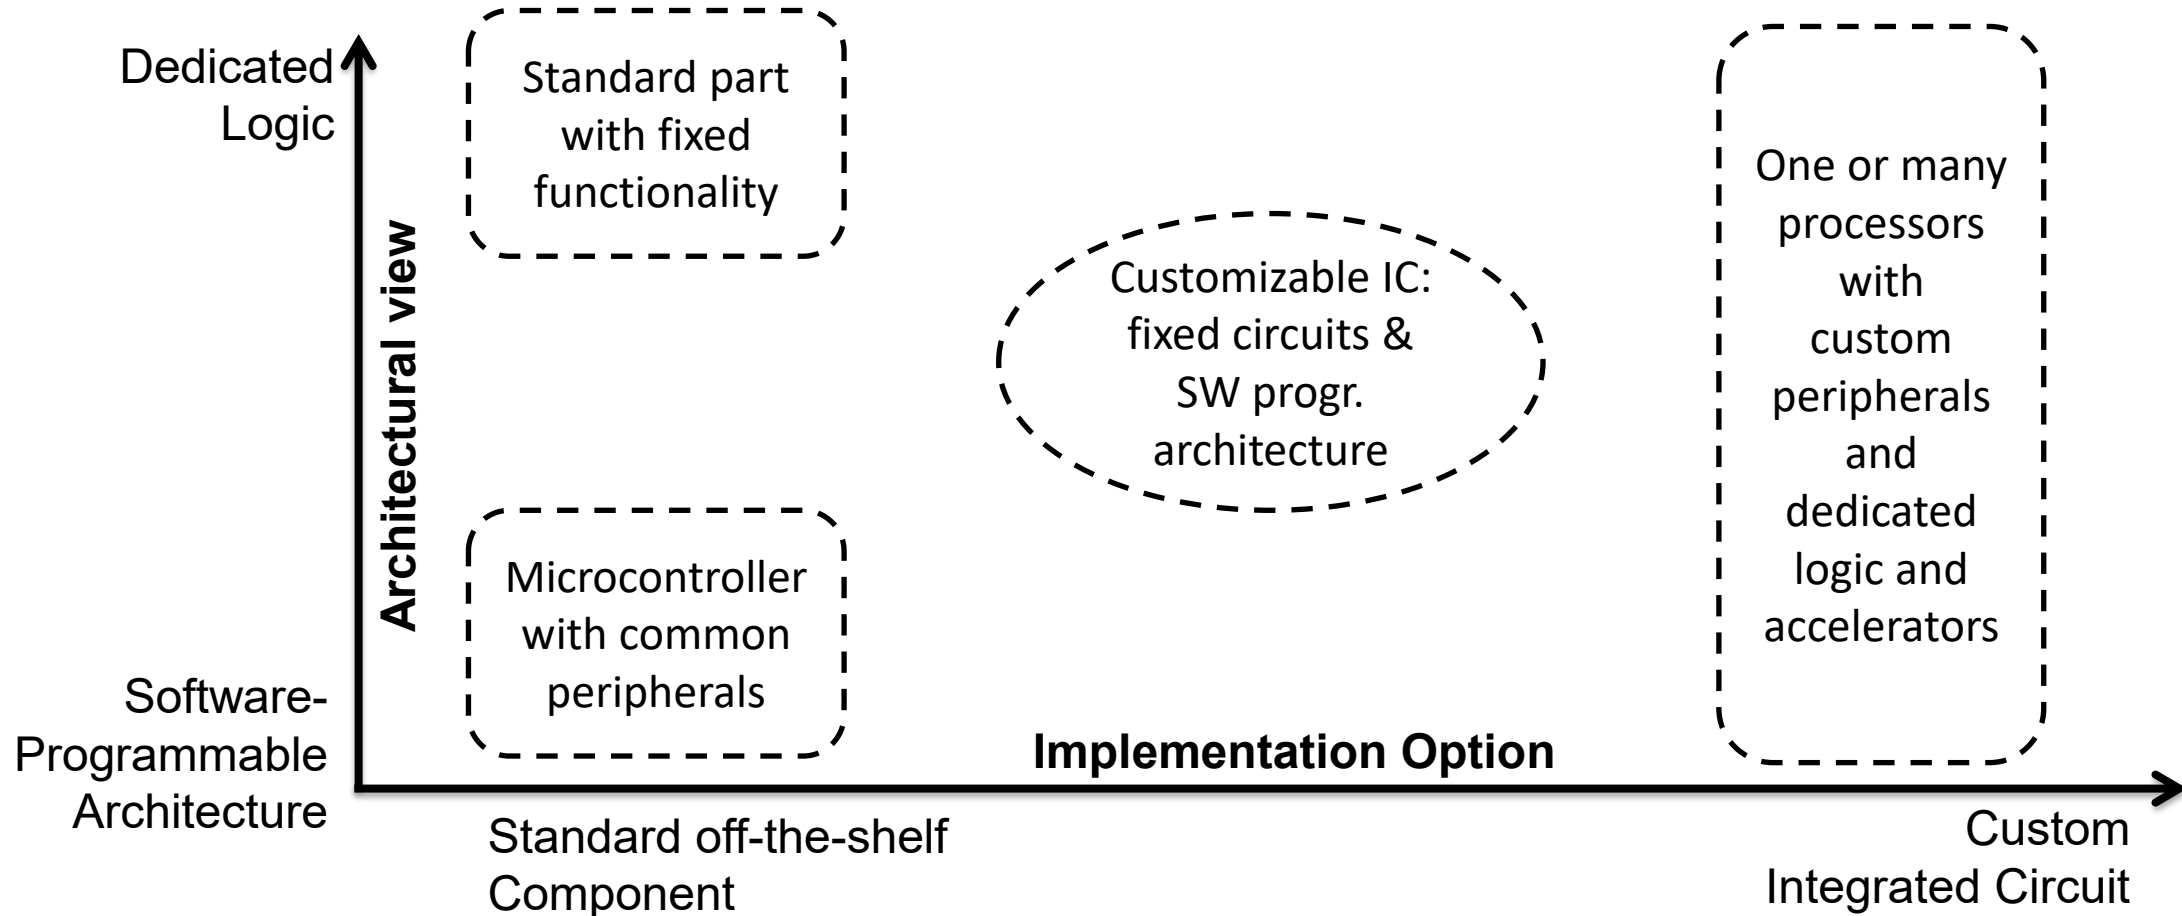 Dedicated
Logic
Architectural view
Software-
Programmable
Architecture
Standard part
with fixed
functionality
Microcontroller
with common
peripherals
Customizable IC:
fixed circuits &
SW progr.
architecture
One or many
processors
with
custom
peripherals
and
dedicated
logic and
accelerators
Implementation Option
Standard off-the-shelf
Component
Custom
Integrated Circuit